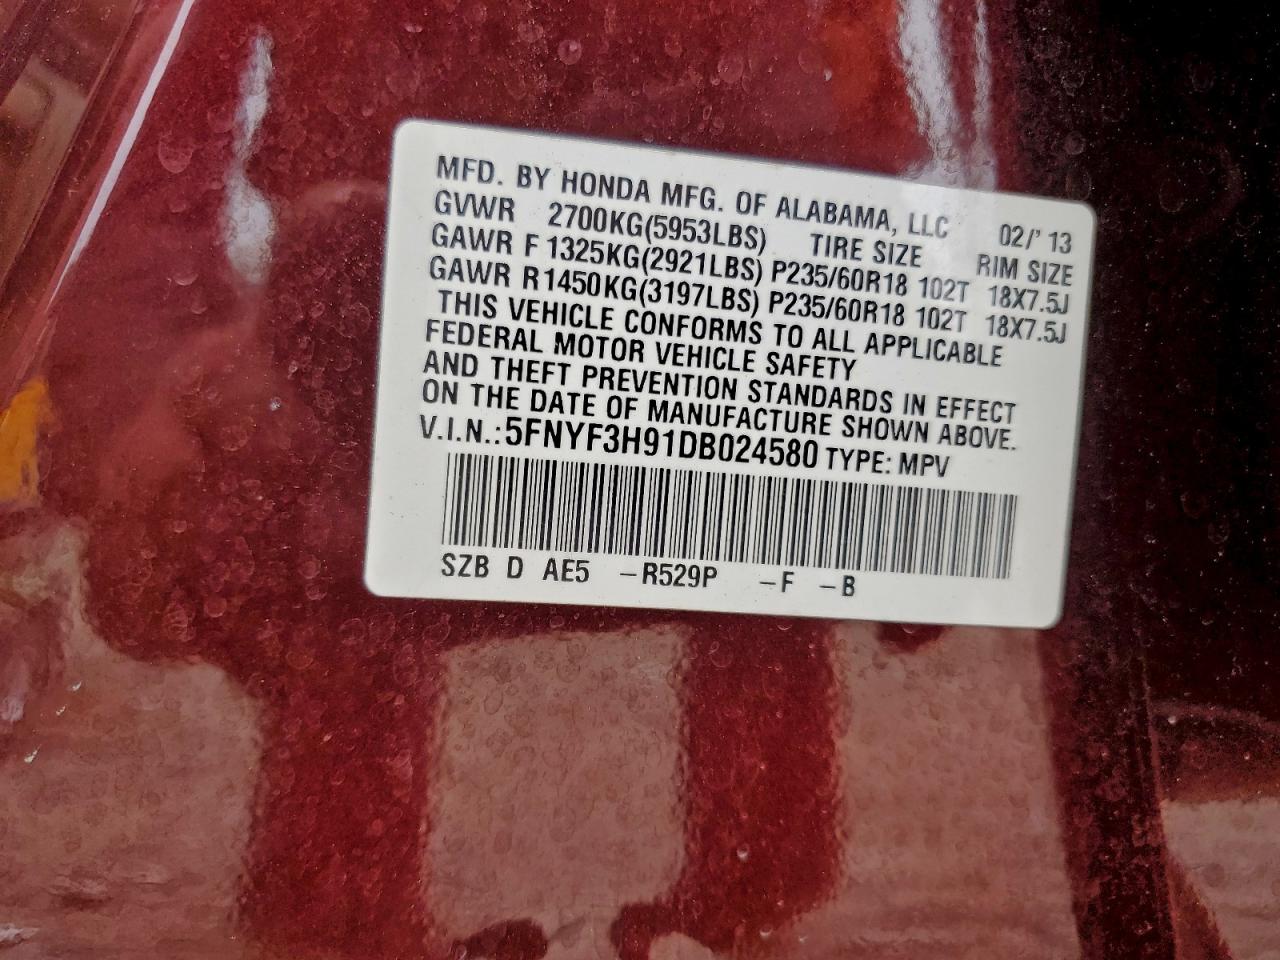 MFD. BY HONDA MFG. OF ALABAMA, LLC 02/' 13
GVWR 2700KG(5953LBS) TIRE SIZE RIM SIZE
GAWR F 1325KG(2921LBS) P235/60R18 102T 18X7.5J
GAWR R 1450KG(3197LBS) P235/60R18 102T 18X7.5J
THIS VEHICLE CONFORMS TO ALL APPLICABLE
FEDERAL MOTOR VEHICLE SAFETY
AND THEFT PREVENTION STANDARDS IN EFFECT
ON THE DATE OF MANUFACTURE SHOWN ABOVE.
V.I.N.: 5FNYF3H91DB024580 TYPE: MPV
SZB D AE5 –R529P –F –B